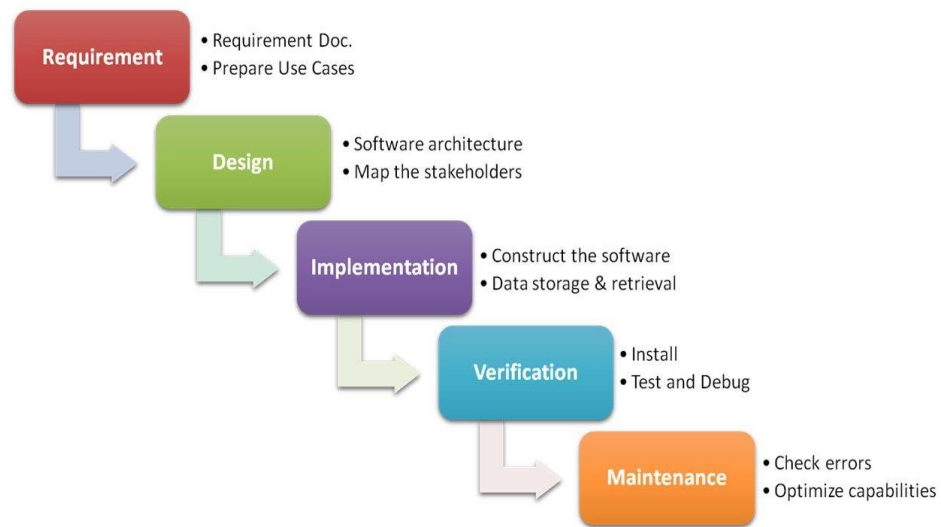 Requirement
• Requirement Doc.
• Prepare Use Cases
Design
• Software architecture
• Map the stakeholders
Implementation
• Construct the software
• Data storage & retrieval
Verification
• Install
• Test and Debug
Maintenance
• Check errors
• Optimize capabilities